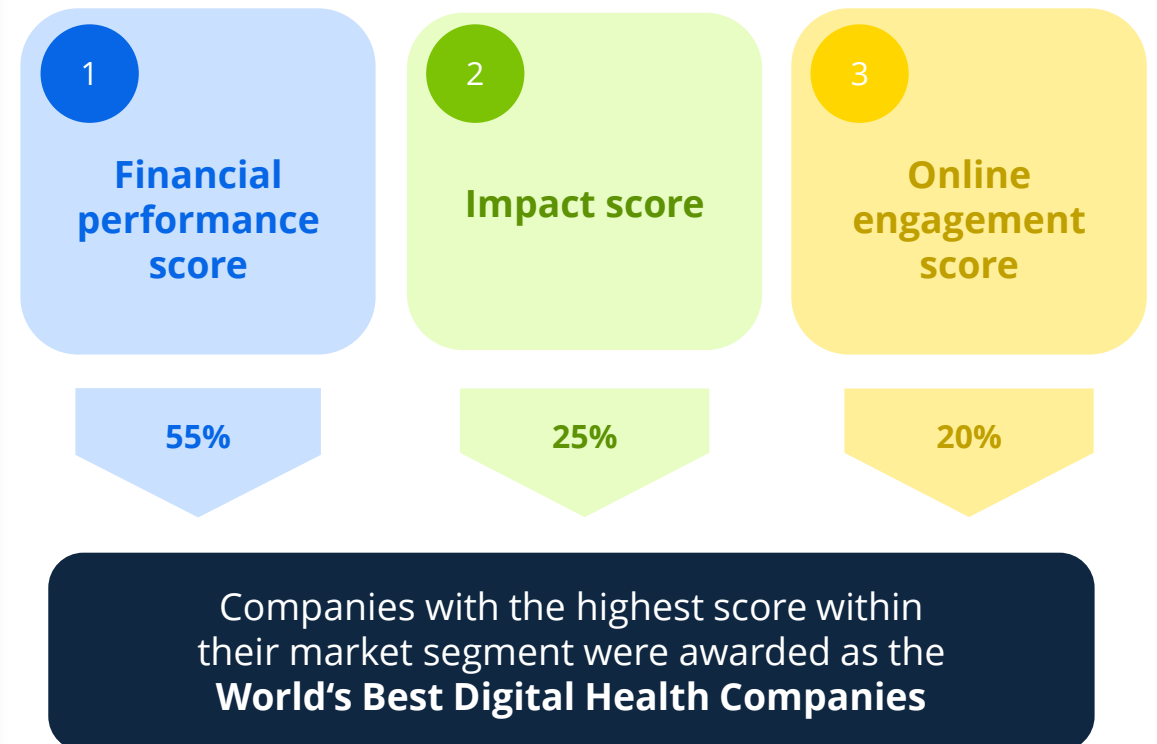 1
Financial
performance
score
2
Impact score
3
Online
engagement
score
55%
25%
20%
Companies with the highest score within
their market segment were awarded as the
World‘s Best Digital Health Companies